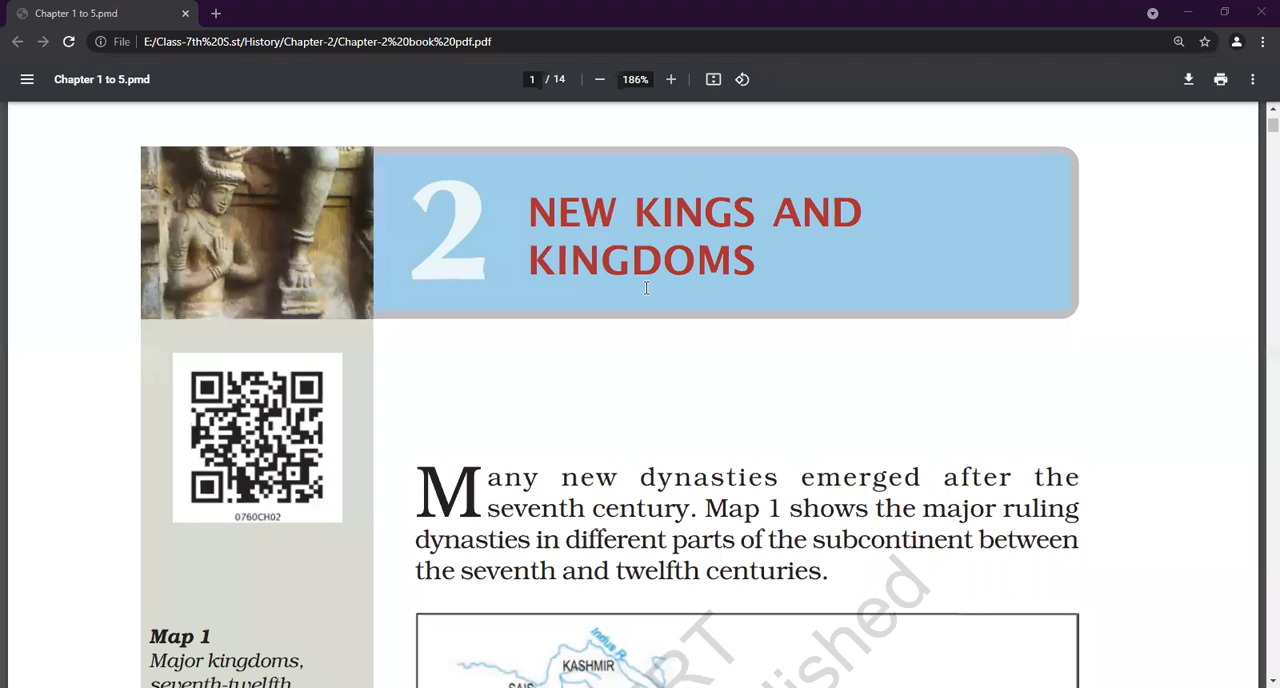 Chapter 1 to 5.pmd
File
E:/Class-7th%20S.st/History/Chapter-2/Chapter-2%20book%20pdf.pdf
Chapter 1 to 5.pmd
1 / 14
186%
2
NEW KINGS AND
KINGDOMS
0760CH02
Many new dynasties emerged after the
seventh century. Map 1 shows the major ruling
dynasties in different parts of the subcontinent between
the seventh and twelfth centuries.
Map 1
Major kingdoms,
seventh-twelfth
Indus R.
KASHMIR